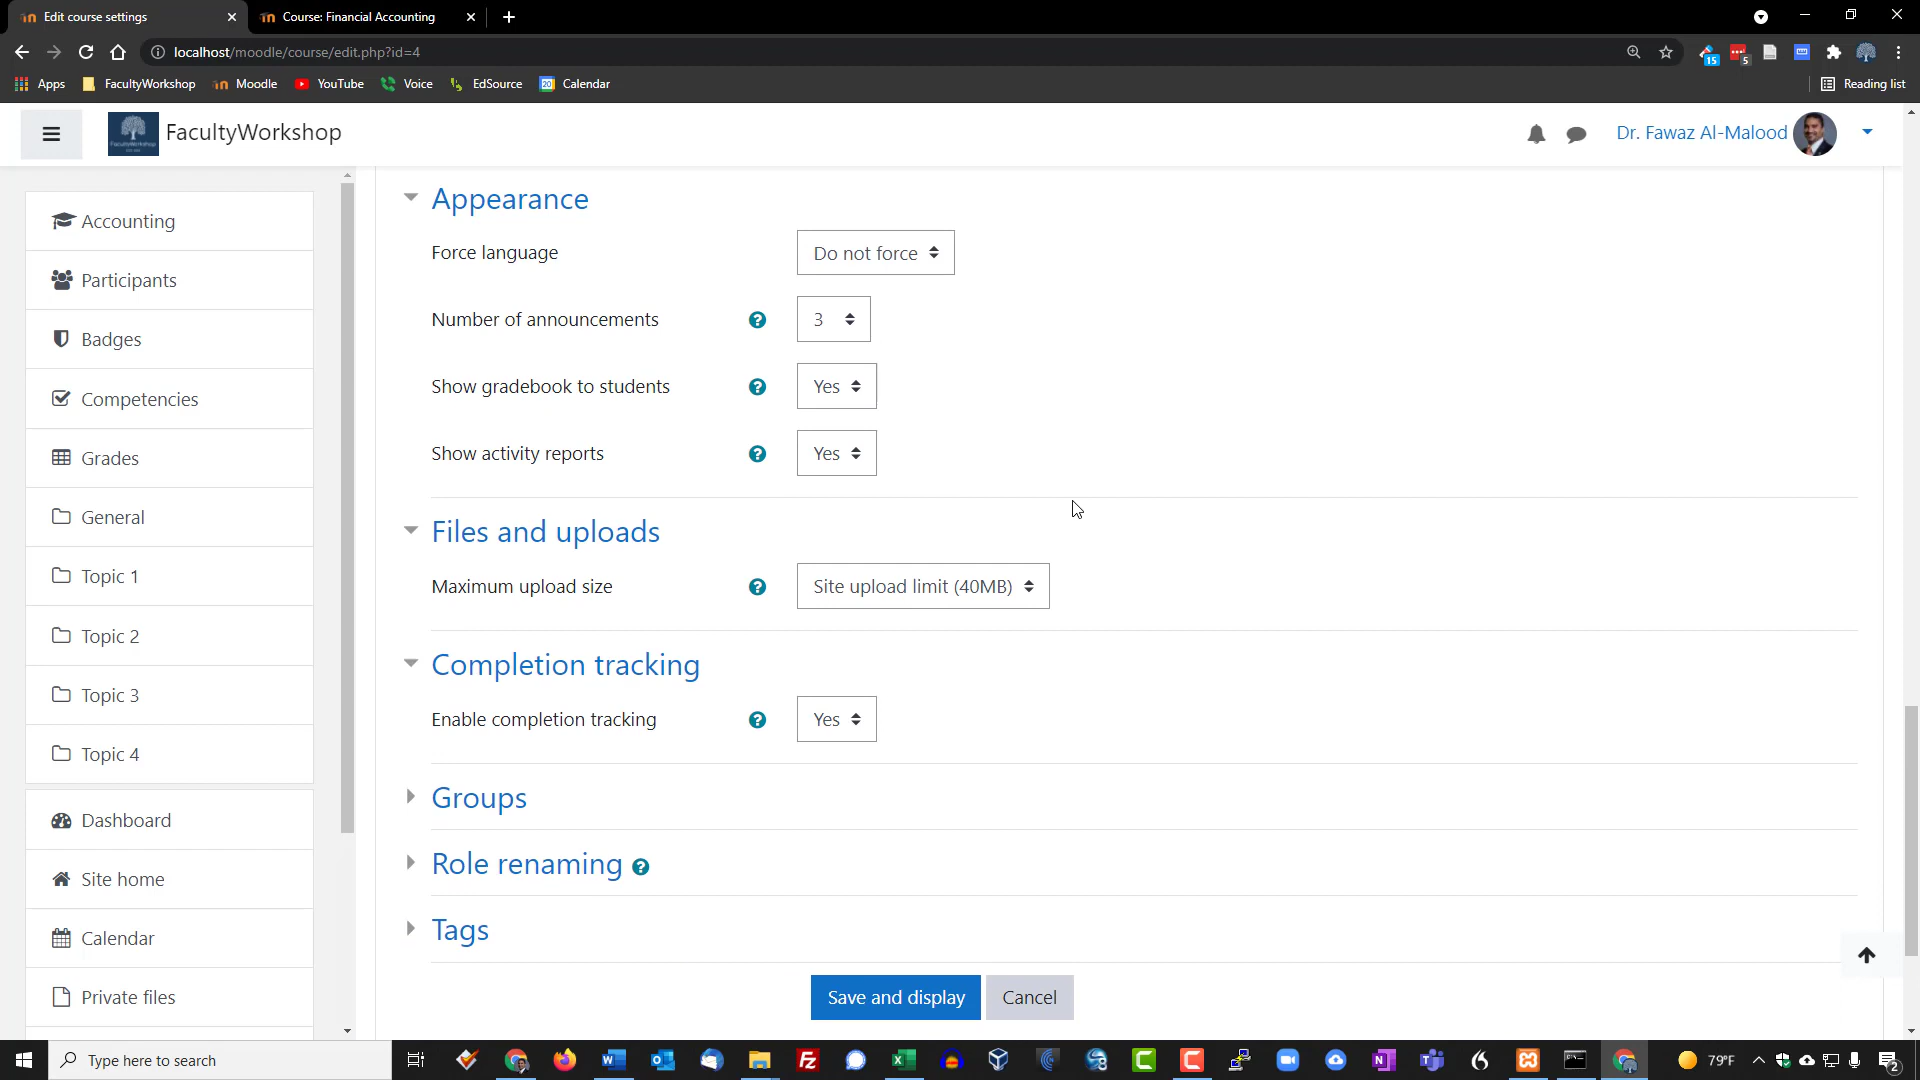 Edit course settings
Course: Financial Accounting
localhost/moodle/course/edit.php?id=4
15
5
Apps
FacultyWorkshop
Moodle
YouTube
Voice
EdSource
20
Calendar
Reading list
FacultyWorkshop
Dr. Fawaz Al-Malood
Accounting
Participants
Badges
Competencies
Grades
General
Topic 1
Topic 2
Topic 3
Topic 4
Dashboard
Site home
Calendar
Private files
Appearance
Force language
Do not force
Number of announcements
3
Show gradebook to students
Yes
Show activity reports
Yes
Files and uploads
Maximum upload size
Site upload limit (40MB)
Completion tracking
Enable completion tracking
Yes
Groups
Role renaming
Tags
Save and display
Cancel
Type here to search
79°F
2